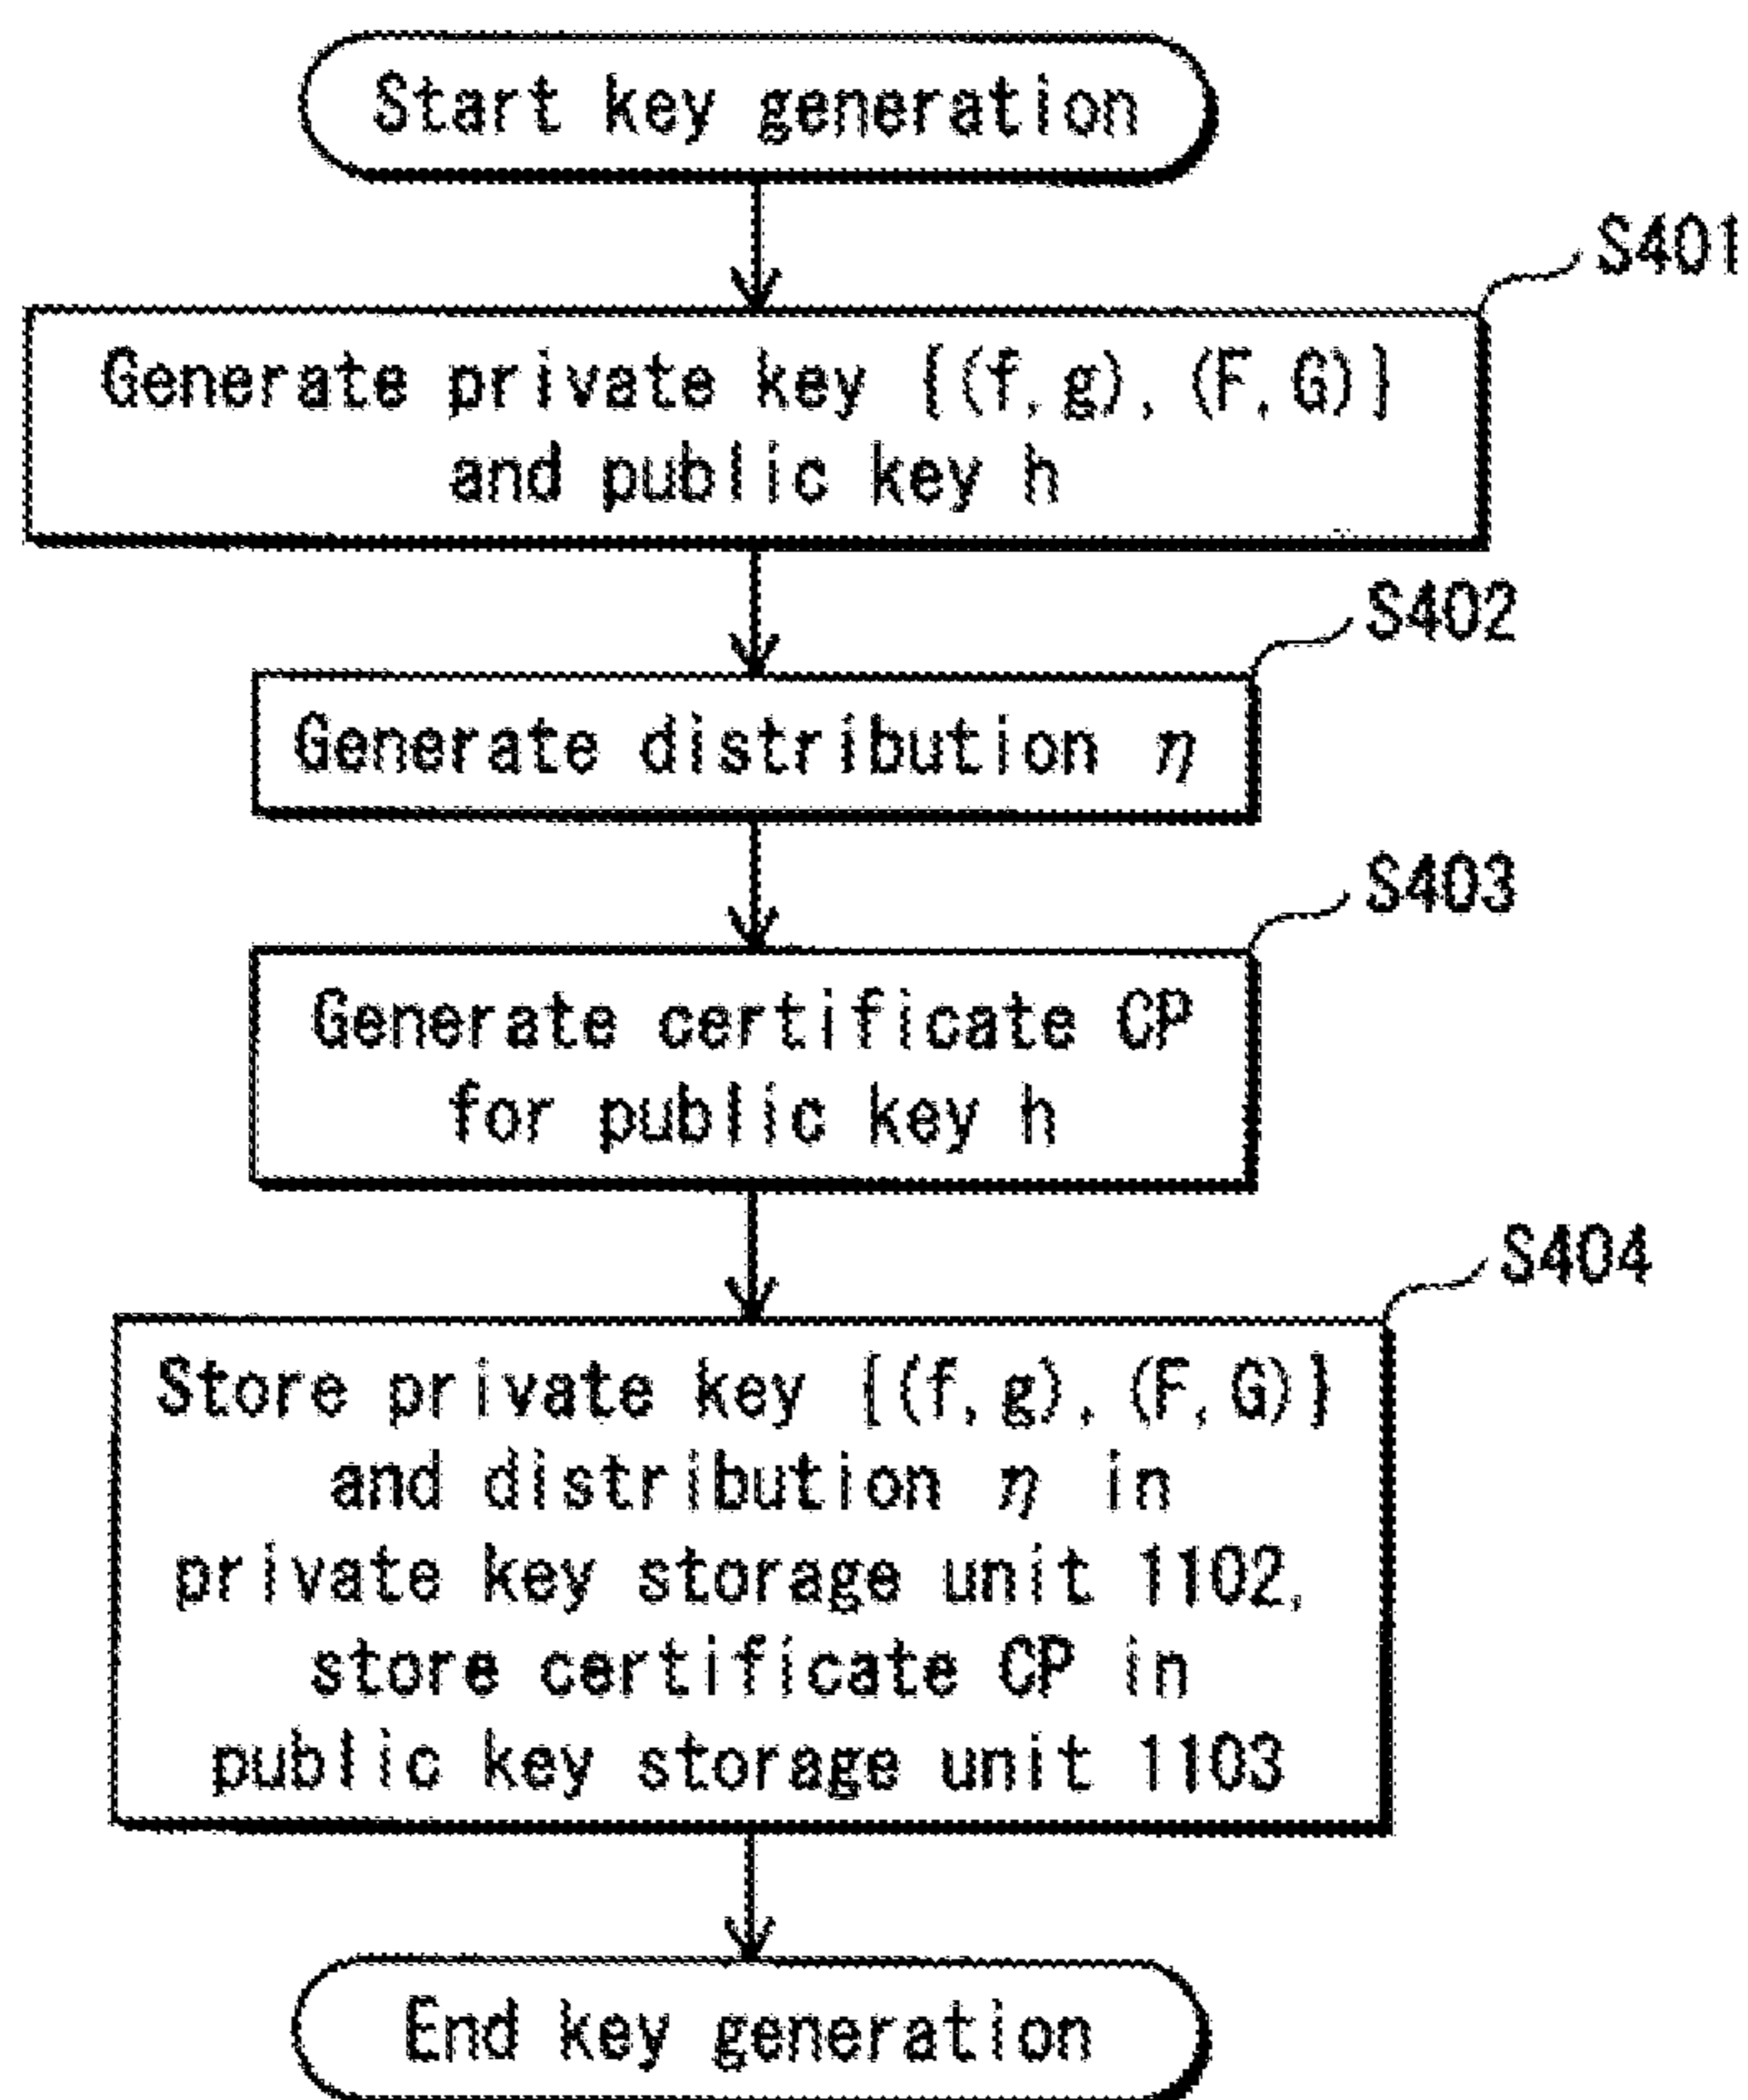 Start key generation
S401
Generate private key {(f,g),(F,G)}
and public key h
S402
Generate distribution η
S403
Generate certificate CP
for public key h
S404
Store private key {(f,g),(F,G)}
and distribution η in
private key storage unit 1102,
store certificate CP in
public key storage unit 1103
End key generation